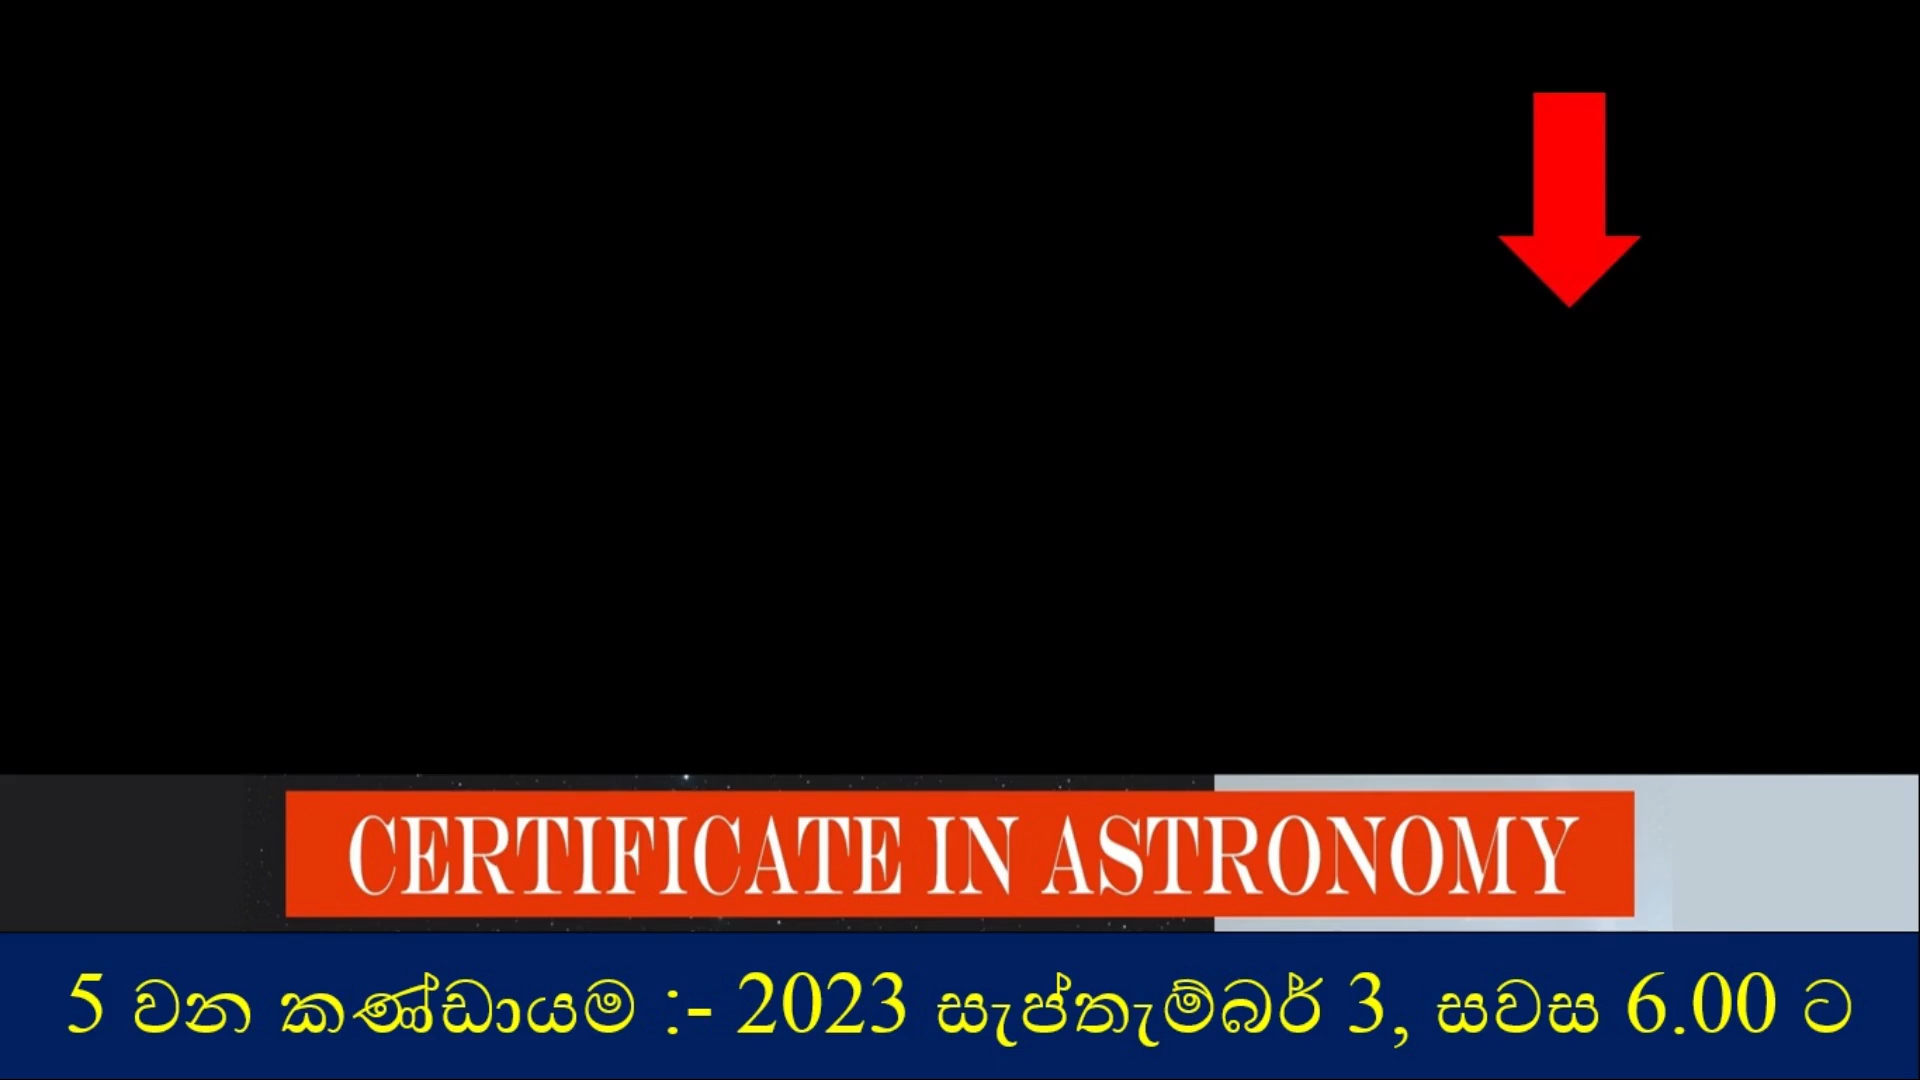 CERTIFICATE IN ASTRONOMY
5 වන කණ්ඩායම :- 2023 සැප්තැම්බර් 3, සවස 6.00 ට